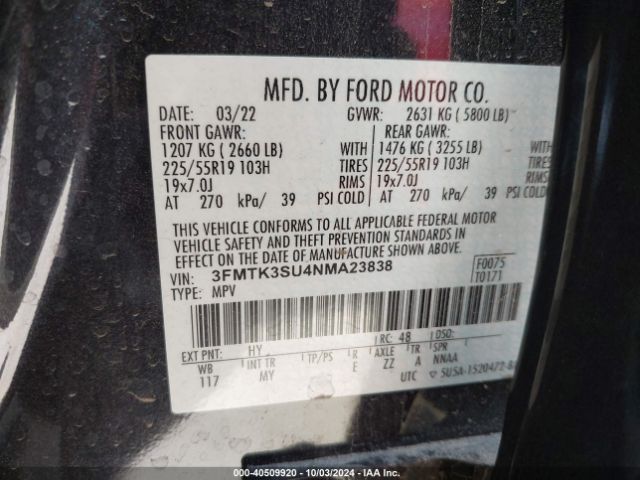 MFD. BY FORD MOTOR CO.
DATE: 03/22 GVWR: 2631 KG ( 5800 LB)
FRONT GAWR: REAR GAWR:
1207 KG ( 2660 LB) WITH 1476 KG ( 3255 LB) WITH
225/55R19 103H TIRES 225/55R19 103H TIRES
19x7.0J RIMS 19x7.0J RIMS
AT 270 kPa/ 39 PSI COLD AT 270 kPa/ 39 PSI COLD
THIS VEHICLE CONFORMS TO ALL APPLICABLE FEDERAL MOTOR
VEHICLE SAFETY AND THEFT PREVENTION STANDARDS IN
EFFECT ON THE DATE OF MANUFACTURE SHOWN ABOVE.
VIN: 3FMTK3SU4NMA23838 F0075
TYPE: MPV T0171
EXT PNT: HY RC: 48 DSO:
WB INT TR TP/PS R AXLE TR SPR
117 MY E ZZ A NNAA
UTC 5U5A-1520472-
000-40509920 - 10/03/2024 - IAA Inc.